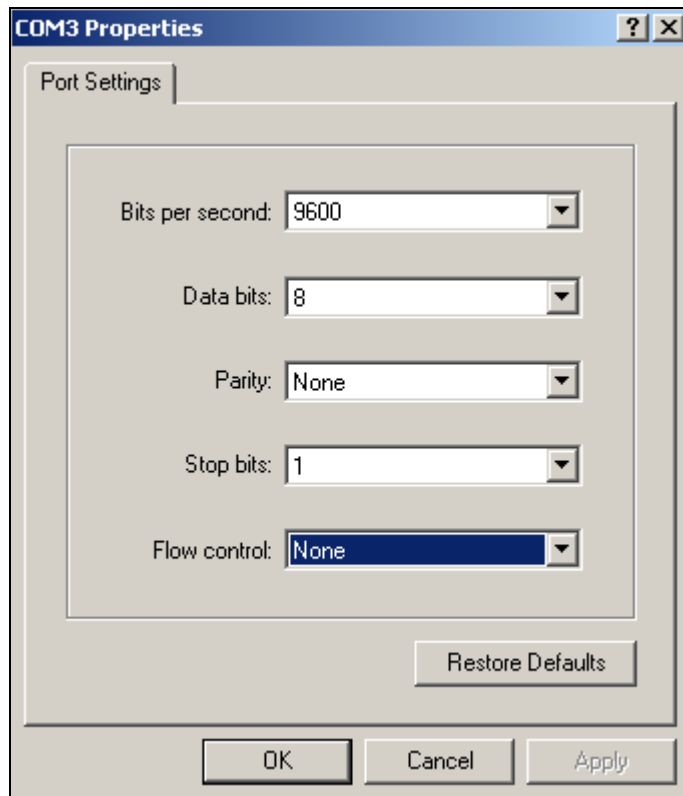 COM3 Properties
Port Settings
Bits per second: 9600
Data bits: 8
Parity: None
Stop bits: 1
Flow control: None
Restore Defaults
OK Cancel Apply